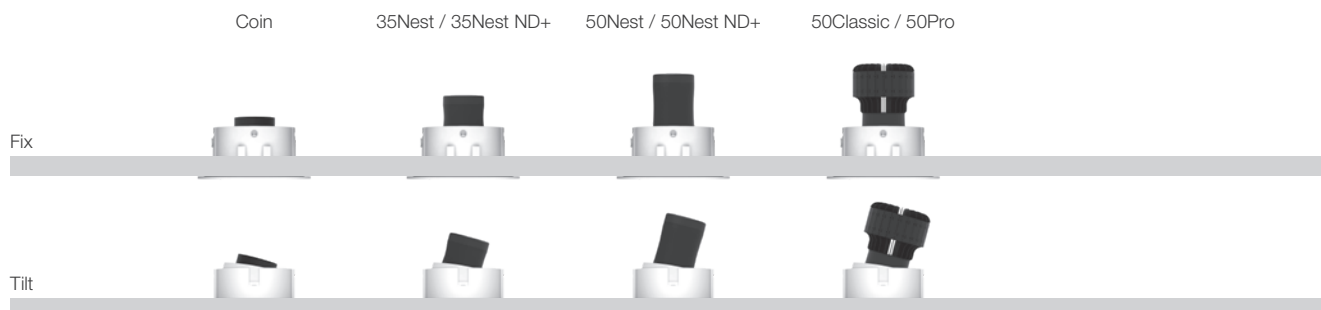 Coin 35Nest / 35Nest ND+ 50Nest / 50Nest ND+ 50Classic / 50Pro
Fix
Tilt